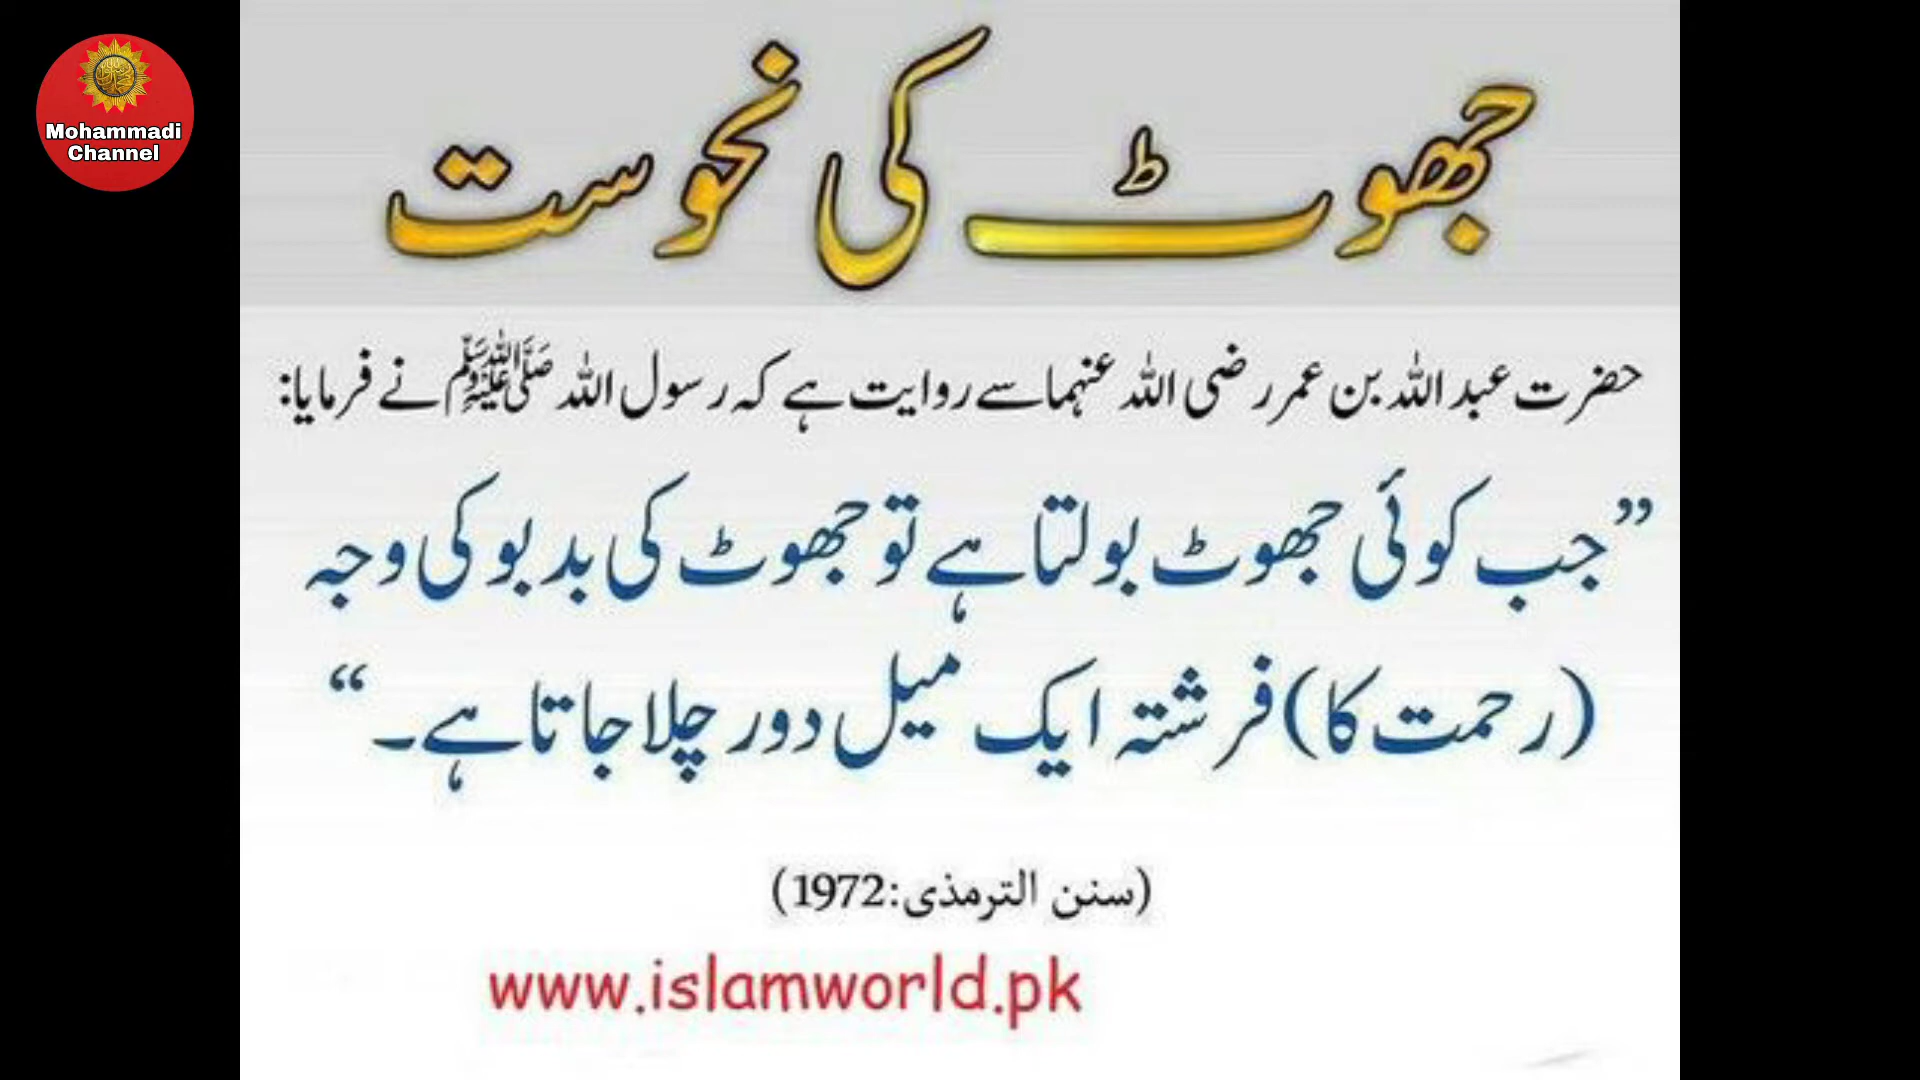 Mohammadi
Channel
جھوٹ کی نحوست
حضرت عبد اللہ بن عمر رضی اللہ عنہما سے روایت ہے کہ رسول اللہ ﷺ نے فرمایا:
”جب کوئی جھوٹ بولتا ہے تو جھوٹ کی بدبو کی وجہ
(رحمت کا) فرشتہ ایک میل دور چلا جاتا ہے۔“
(سنن الترمذی:1972)
www.islamworld.pk